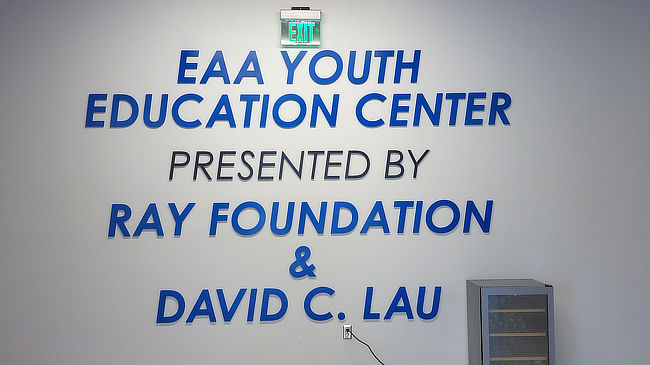 EXIT
EAA YOUTH
EDUCATION CENTER
PRESENTED BY
RAY FOUNDATION
&
DAVID C. LAU